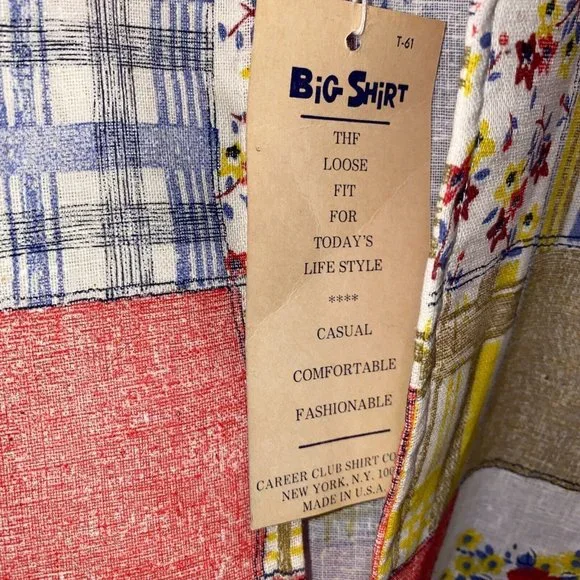 T-61
BiG SHiRT
THF
LOOSE
FIT
FOR
TODAY'S
LIFE STYLE
****
CASUAL
COMFORTABLE
FASHIONABLE
CAREER CLUB SHIRT CO
NEW YORK, N.Y. 100
MADE IN U.S.A.